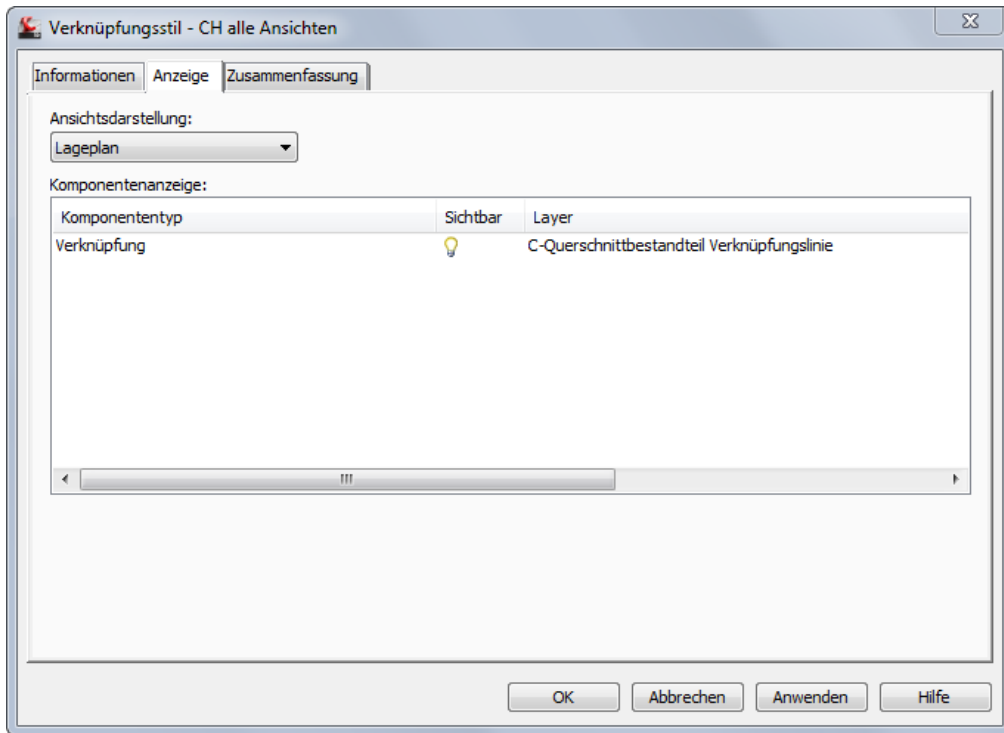 Verknüpfungsstil - CH alle Ansichten
Informationen Anzeige Zusammenfassung
Ansichtsdarstellung:
Lageplan
Komponentenanzeige:
Komponententyp Sichtbar Layer
Verknüpfung C-Querschnittbestandteil Verknüpfungslinie
OK Abbrechen Anwenden Hilfe